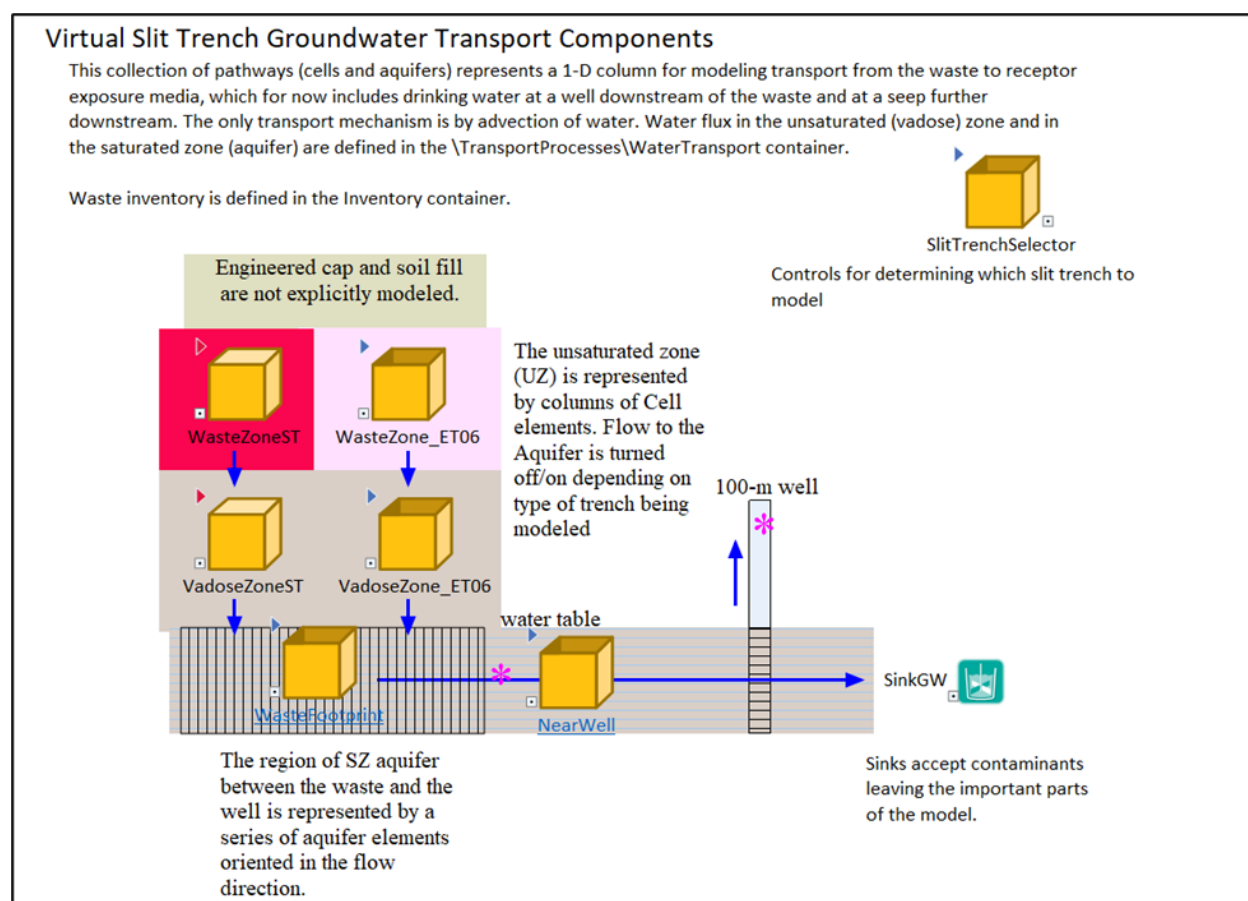 Virtual Slit Trench Groundwater Transport Components
This collection of pathways (cells and aquifers) represents a 1-D column for modeling transport from the waste to receptor
exposure media, which for now includes drinking water at a well downstream of the waste and at a seep further
downstream. The only transport mechanism is by advection of water. Water flux in the unsaturated (vadose) zone and in
the saturated zone (aquifer) are defined in the \TransportProcesses\WaterTransport container.
Waste inventory is defined in the Inventory container.
SlitTrenchSelector
Controls for determining which slit trench to
model
Engineered cap and soil fill
are not explicitly modeled.
WasteZoneST
WasteZone_ET06
The unsaturated zone
(UZ) is represented
by columns of Cell
elements. Flow to the
Aquifer is turned
off/on depending on
type of trench being
modeled
100-m well
VadoseZoneST
VadoseZone_ET06
water table
WasteFootprint
NearWell
SinkGW
The region of SZ aquifer
between the waste and the
well is represented by a
series of aquifer elements
oriented in the flow
direction.
Sinks accept contaminants
leaving the important parts
of the model.